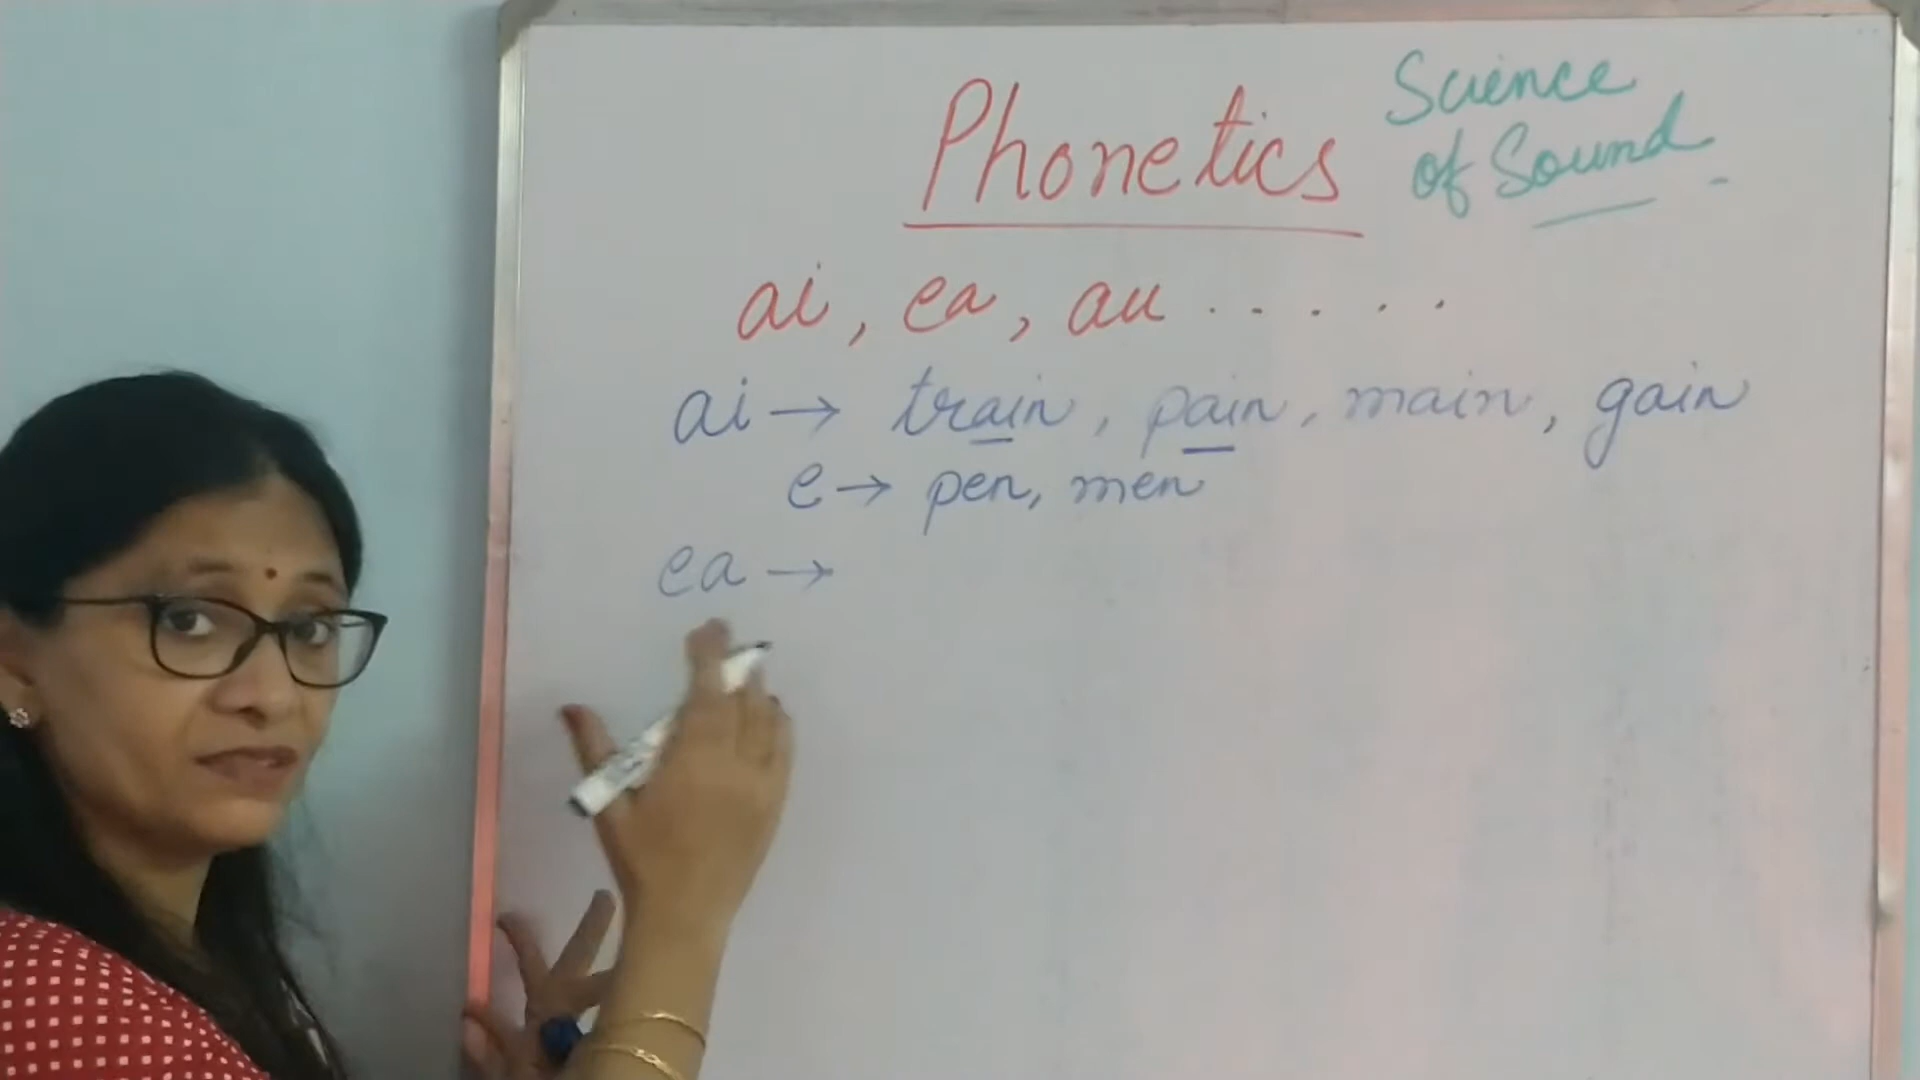 Phonetics Science
of Sound
ai, ea, au . . . . .
ai → train, pain, main, gain
e → pen, men
ea →